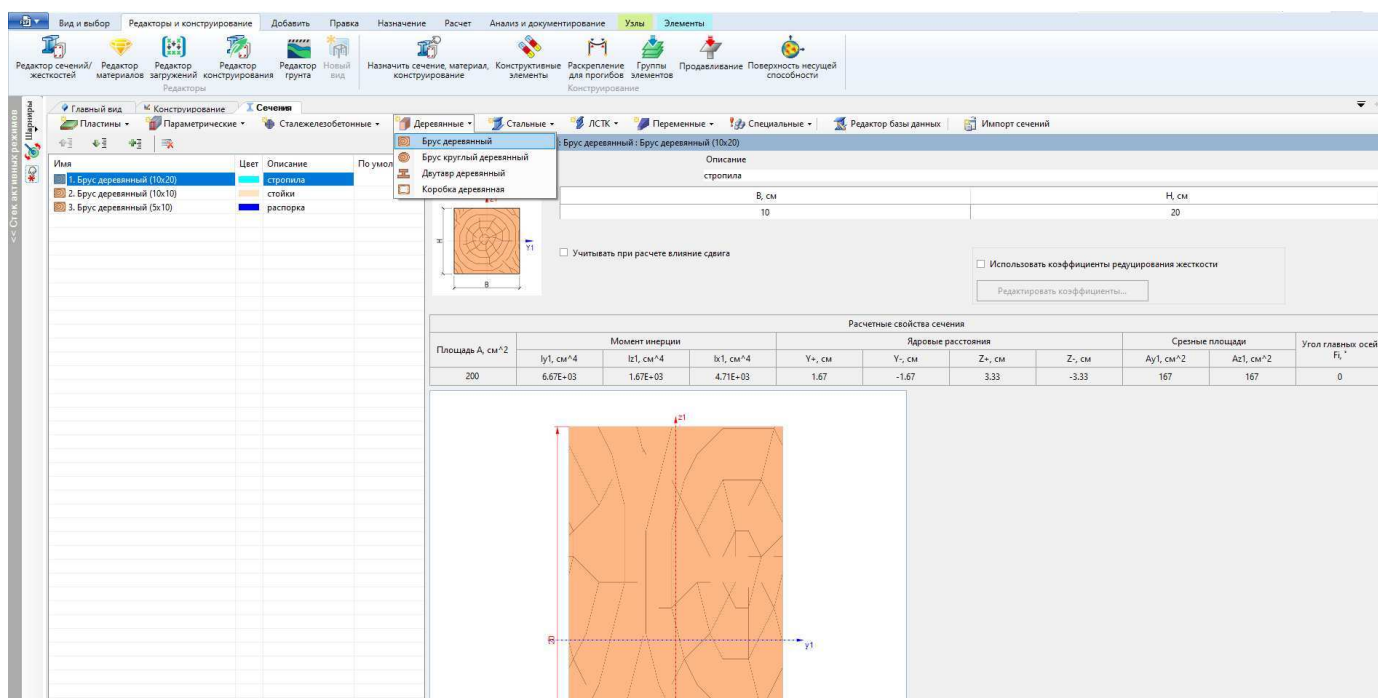 Вид и выбор Редакторы и конструирование Добавить Правка Назначение Расчет Анализ и документирование Узлы Элементы
Редактор сечений/ жесткостей
Редактор материалов
Редактор загружений
Редактор конструирования
Редактор грунта
Новый вид
Назначить сечение, материал, конструирование
Конструктивные элементы
Раскрепление для прогибов
Группы элементов
Продавливание
Поверхность несущей способности
Редакторы Конструирование
<< Стек активных режимов
Шарниры
Главный вид Конструирование Сечения
Пластины Параметрические Сталежелезобетонные Деревянные Стальные ЛСТК Переменные Специальные Редактор базы данных Импорт сечений
Брус деревянный
Брус круглый деревянный
Двутавр деревянный
Коробка деревянная
: Брус деревянный : Брус деревянный (10x20)
Имя Цвет Описание По умол
1. Брус деревянный (10x20) стропила
2. Брус деревянный (10x10) стойки
3. Брус деревянный (5x10) распорка
Описание
стропила
B, см H, см
10 20
z1
Y1
H
B
Учитывать при расчете влияние сдвига
Использовать коэффициенты редуцирования жесткости
Редактировать коэффициенты...
Расчетные свойства сечения
Площадь A, см^2 Момент инерции Ядровые расстояния Срезные площади Угол главных осей Fi, °
Iy1, см^4 Iz1, см^4 Ix1, см^4 Y+, см Y-, см Z+, см Z-, см Ay1, см^2 Az1, см^2
200 6.67E+03 1.67E+03 4.71E+03 1.67 -1.67 3.33 -3.33 167 167 0
z1
20
y1